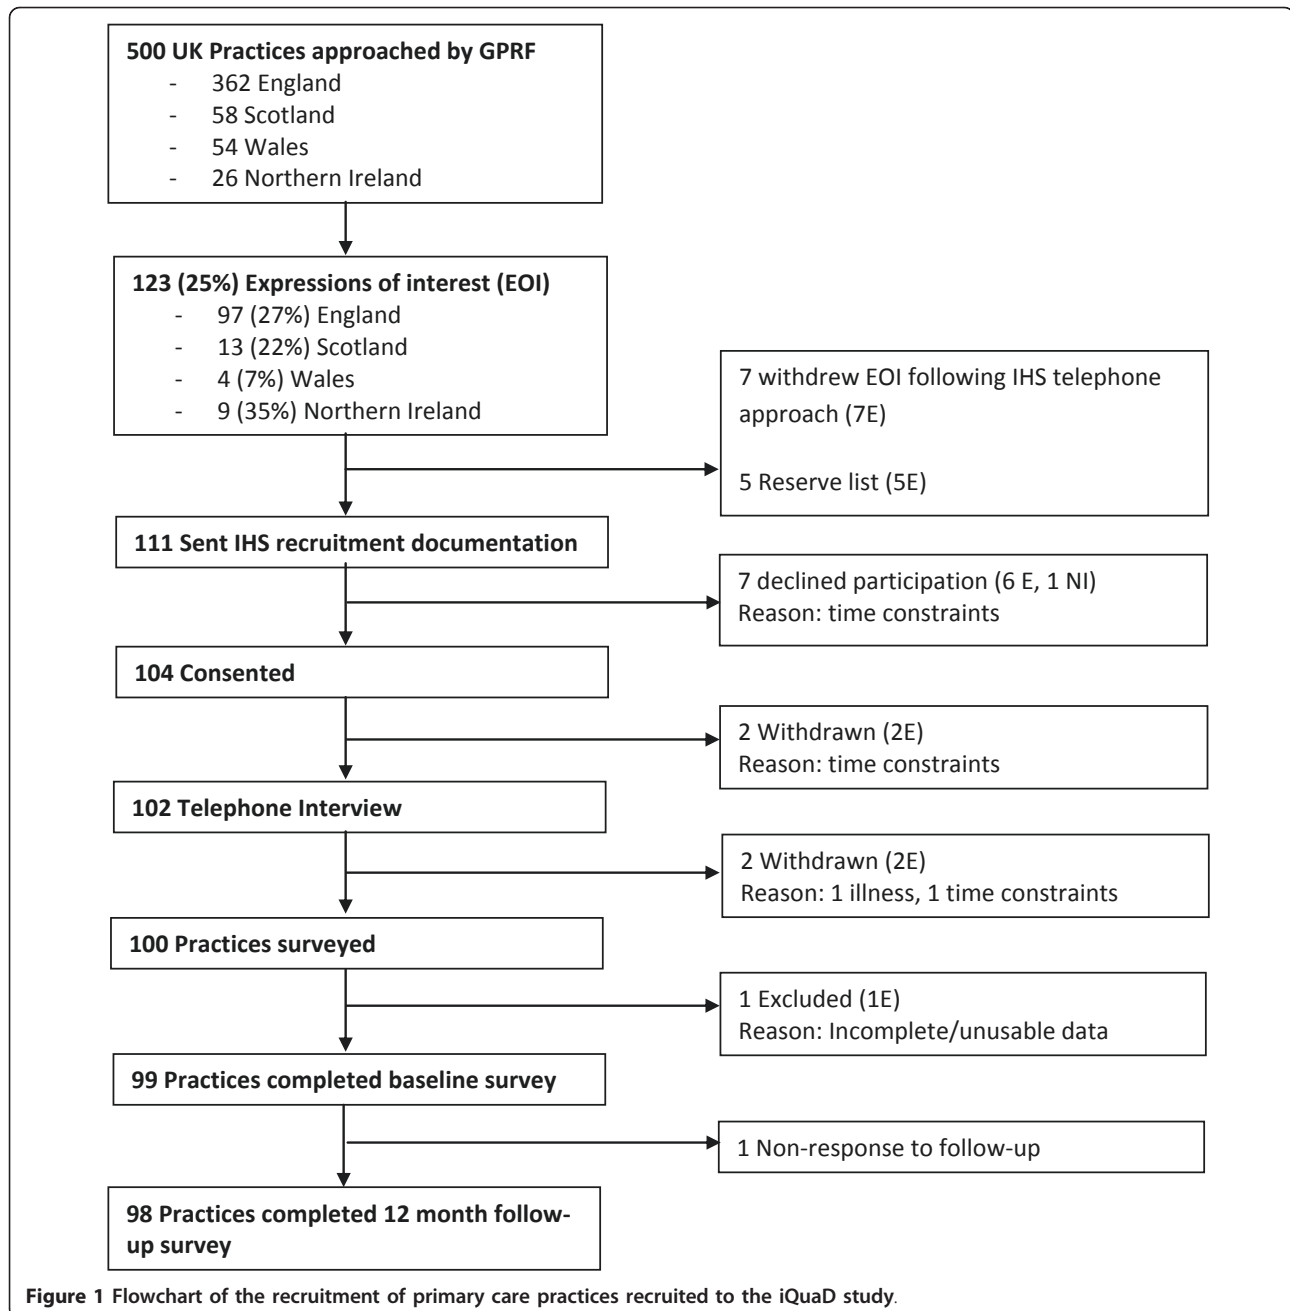 500 UK Practices approached by GPRF
- 362 England
- 58 Scotland
- 54 Wales
- 26 Northern Ireland
123 (25%) Expressions of interest (EOI)
- 97 (27%) England
- 13 (22%) Scotland
- 4 (7%) Wales
- 9 (35%) Northern Ireland
7 withdrew EOI following IHS telephone
approach (7E)
5 Reserve list (5E)
111 Sent IHS recruitment documentation
7 declined participation (6 E, 1 NI)
Reason: time constraints
104 Consented
2 Withdrawn (2E)
Reason: time constraints
102 Telephone Interview
2 Withdrawn (2E)
Reason: 1 illness, 1 time constraints
100 Practices surveyed
1 Excluded (1E)
Reason: Incomplete/unusable data
99 Practices completed baseline survey
1 Non-response to follow-up
98 Practices completed 12 month follow-
up survey
Figure 1 Flowchart of the recruitment of primary care practices recruited to the iQuaD study.